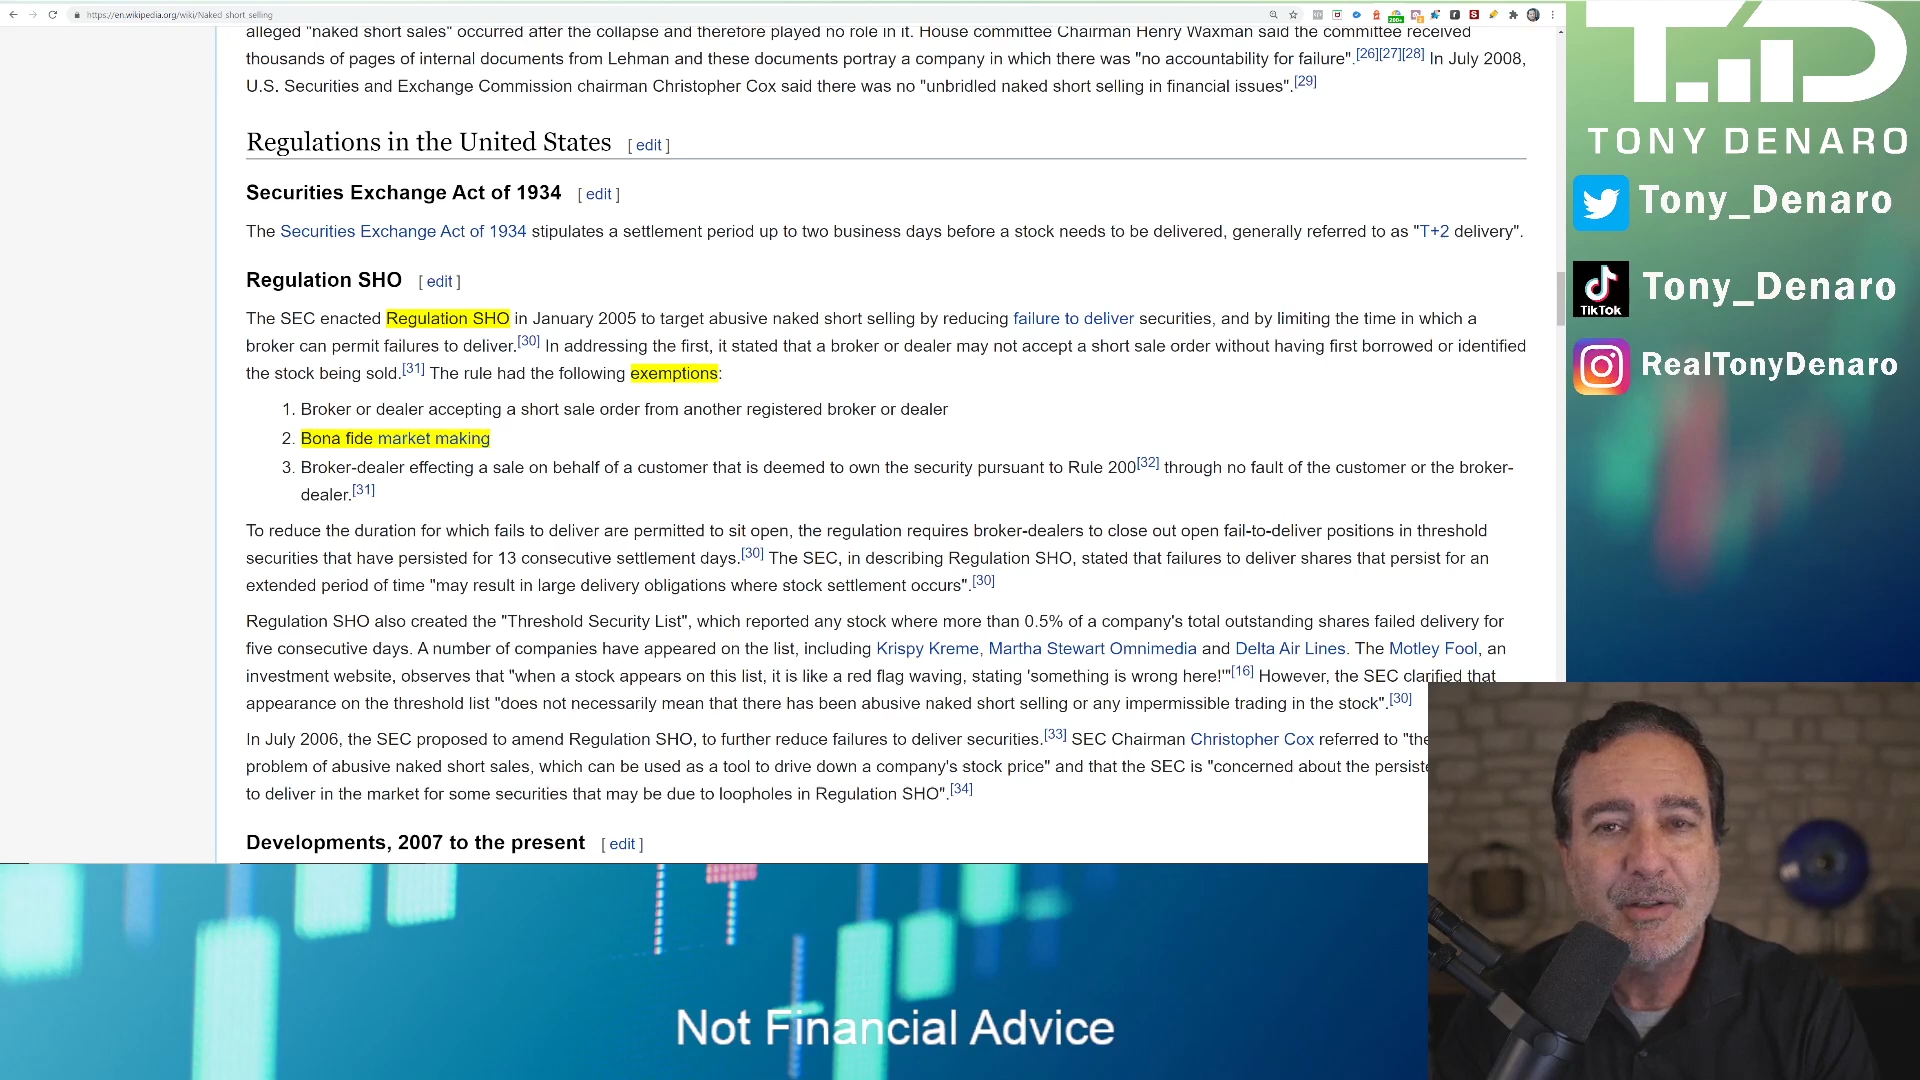 https://en.wikipedia.org/wiki/Naked short selling
alleged "naked short sales" occurred after the collapse and therefore played no role in it. House committee Chairman Henry Waxman said the committee received
thousands of pages of internal documents from Lehman and these documents portray a company in which there was "no accountability for failure".[26][27][28] In July 2008,
U.S. Securities and Exchange Commission chairman Christopher Cox said there was no "unbridled naked short selling in financial issues".[29]
Regulations in the United States [ edit ]
Securities Exchange Act of 1934 [ edit ]
The Securities Exchange Act of 1934 stipulates a settlement period up to two business days before a stock needs to be delivered, generally referred to as "T+2 delivery".
Regulation SHO [ edit ]
The SEC enacted Regulation SHO in January 2005 to target abusive naked short selling by reducing failure to deliver securities, and by limiting the time in which a
broker can permit failures to deliver.[30] In addressing the first, it stated that a broker or dealer may not accept a short sale order without having first borrowed or identified
the stock being sold.[31] The rule had the following exemptions:
1. Broker or dealer accepting a short sale order from another registered broker or dealer
2. Bona fide market making
3. Broker-dealer effecting a sale on behalf of a customer that is deemed to own the security pursuant to Rule 200[32] through no fault of the customer or the broker-
dealer.[31]
To reduce the duration for which fails to deliver are permitted to sit open, the regulation requires broker-dealers to close out open fail-to-deliver positions in threshold
securities that have persisted for 13 consecutive settlement days.[30] The SEC, in describing Regulation SHO, stated that failures to deliver shares that persist for an
extended period of time "may result in large delivery obligations where stock settlement occurs".[30]
Regulation SHO also created the "Threshold Security List", which reported any stock where more than 0.5% of a company's total outstanding shares failed delivery for
five consecutive days. A number of companies have appeared on the list, including Krispy Kreme, Martha Stewart Omnimedia and Delta Air Lines. The Motley Fool, an
investment website, observes that "when a stock appears on this list, it is like a red flag waving, stating 'something is wrong here!'"[16] However, the SEC clarified that
appearance on the threshold list "does not necessarily mean that there has been abusive naked short selling or any impermissible trading in the stock".[30]
In July 2006, the SEC proposed to amend Regulation SHO, to further reduce failures to deliver securities.[33] SEC Chairman Christopher Cox referred to "the
problem of abusive naked short sales, which can be used as a tool to drive down a company's stock price" and that the SEC is "concerned about the persiste
to deliver in the market for some securities that may be due to loopholes in Regulation SHO".[34]
Developments, 2007 to the present [ edit ]
TONY DENARO
Tony_Denaro
TikTok
Tony_Denaro
RealTonyDenaro
Not Financial Advice